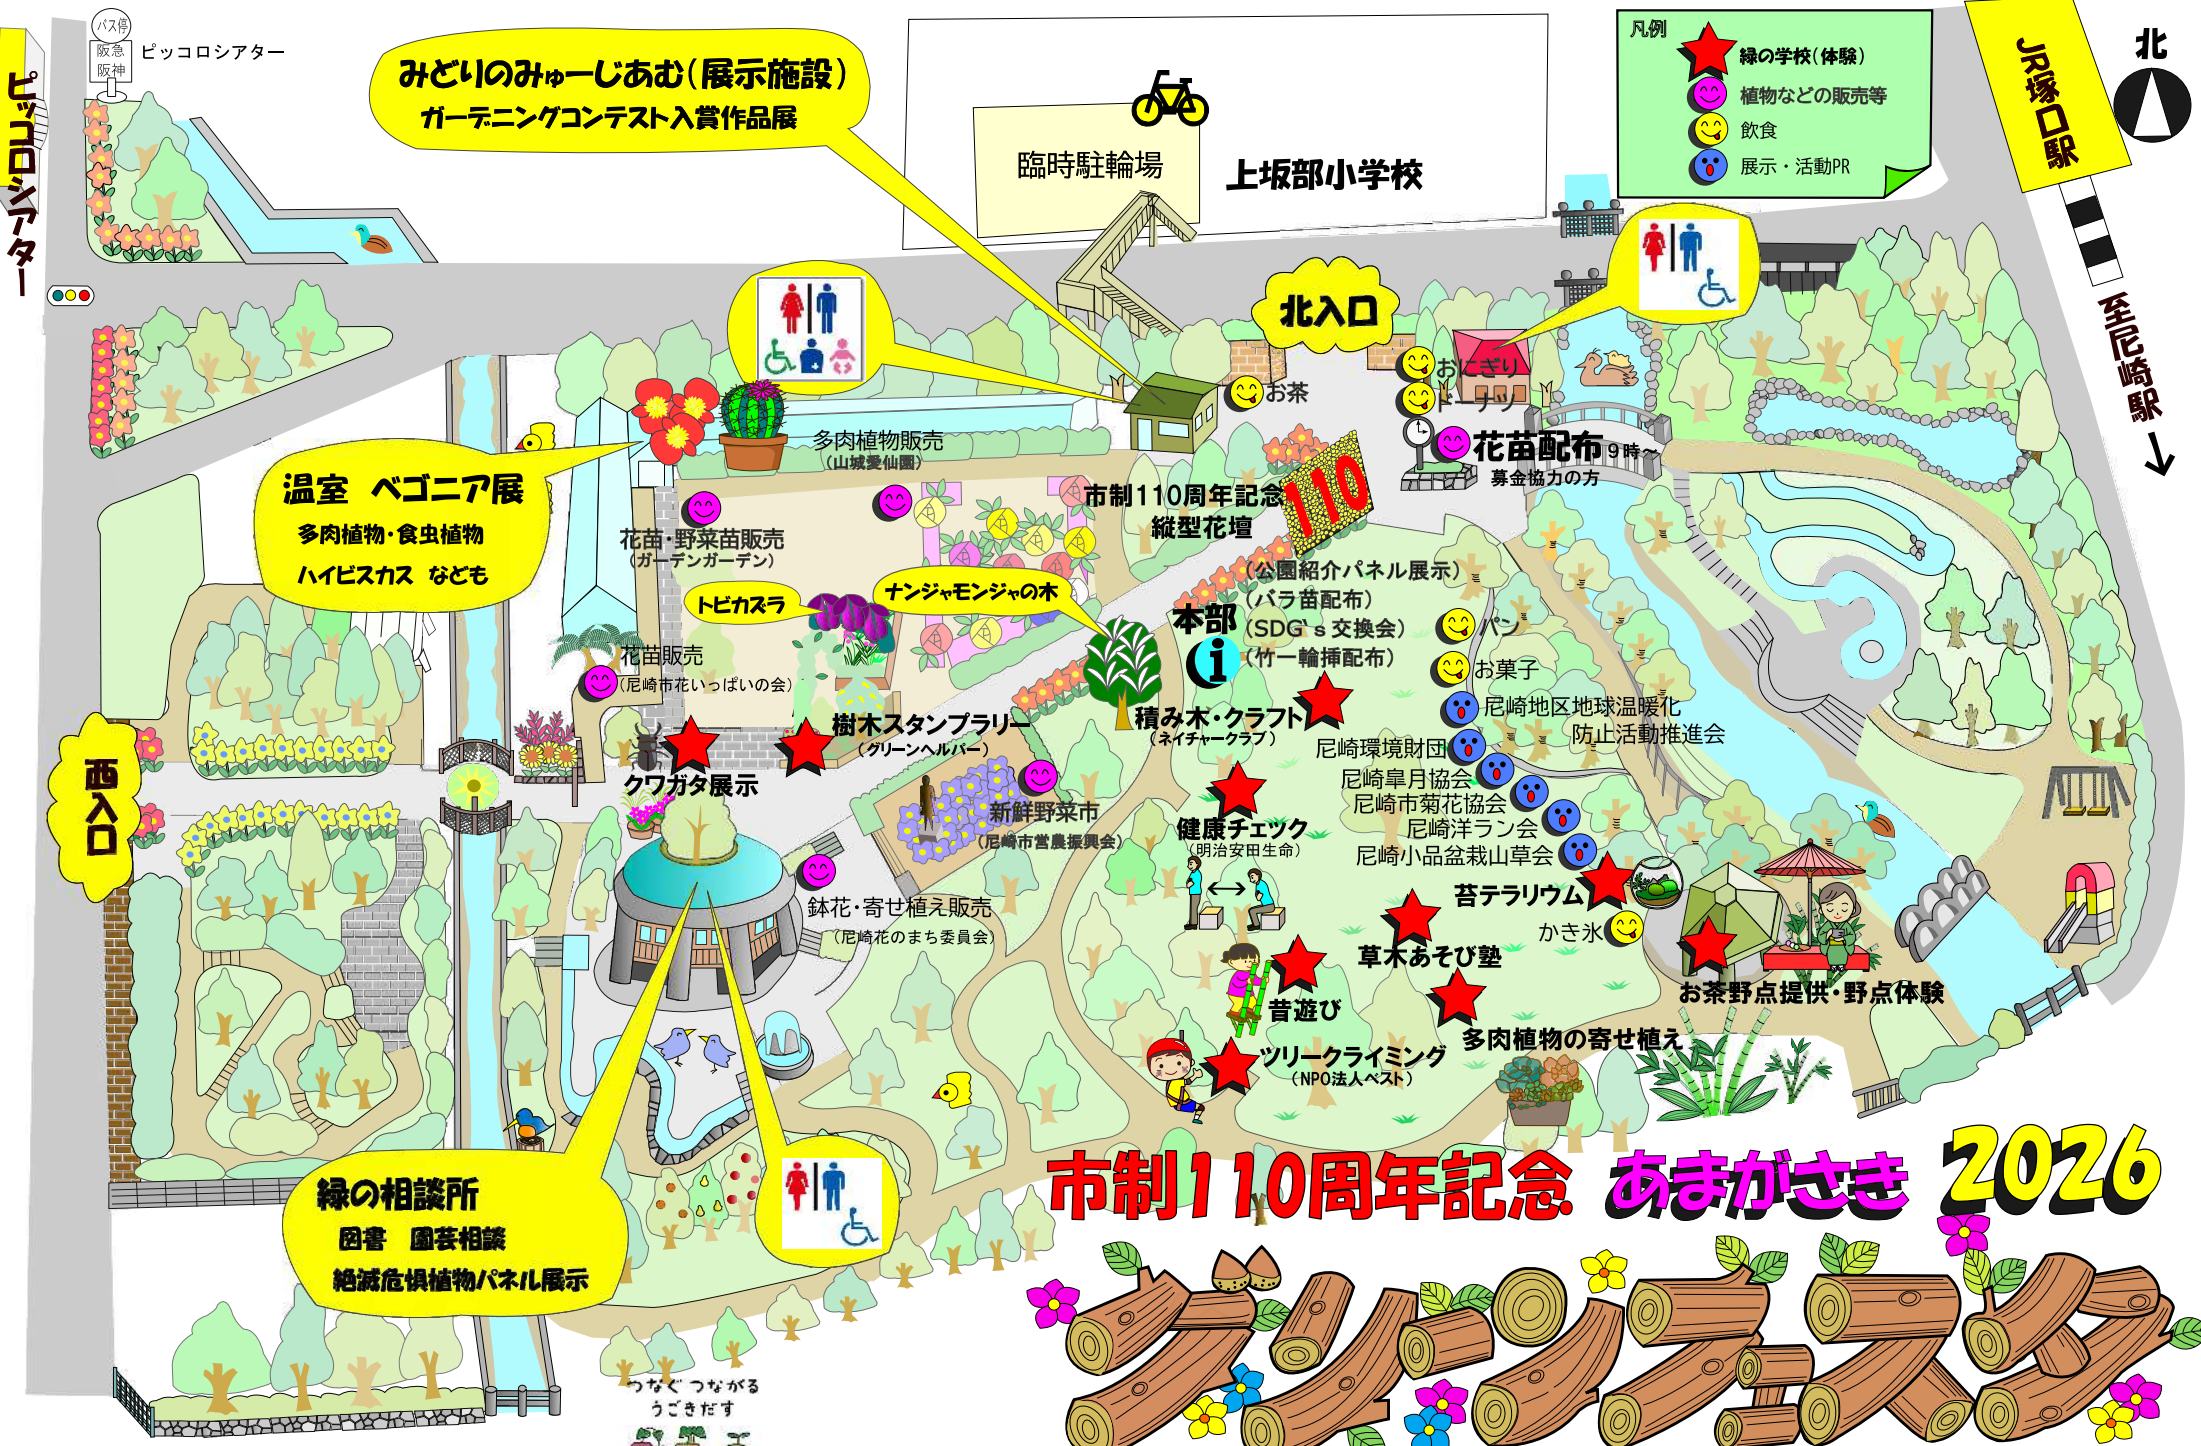 バス停
阪急
阪神
ピッコロシアター
ピッコロシアター
みどりのみゅーじあむ(展示施設)
ガーデニングコンテスト入賞作品展
臨時駐輪場
上坂部小学校
凡例
緑の学校(体験)
植物などの販売等
飲食
展示・活動PR
JR塚口駅
北
至尼崎駅
北入口
お茶
おにぎり
ドーナツ
花苗配布9時～
募金協力の方
温室 ベゴニア展
多肉植物・食虫植物
ハイビスカス なども
多肉植物販売
(山城愛仙園)
花苗・野菜苗販売
(ガーデンガーデン)
市制110周年記念
縦型花壇
110
トビカズラ
ナンジャモンジャの木
本部
i
(公園紹介パネル展示)
(バラ苗配布)
(SDG`s交換会)
(竹一輪挿配布)
パン
お菓子
花苗販売
(尼崎市花いっぱいの会)
樹木スタンプラリー
(グリーンヘルパー)
クワガタ展示
積み木・クラフト
(ネイチャークラブ)
尼崎地区地球温暖化
防止活動推進会
尼崎環境財団
尼崎皐月協会
尼崎市菊花協会
尼崎洋ラン会
尼崎小品盆栽山草会
西入口
新鮮野菜市
(尼崎市営農振興会)
健康チェック
(明治安田生命)
苔テラリウム
かき氷
鉢花・寄せ植え販売
(尼崎花のまち委員会)
草木あそび塾
昔遊び
お茶野点提供・野点体験
多肉植物の寄せ植え
ツリークライミング
(NPO法人ベスト)
緑の相談所
図書 園芸相談
絶滅危惧植物パネル展示
市制110周年記念 あまがさき 2026
グリーンフェスタ
つなぐ つながる
うごきだす